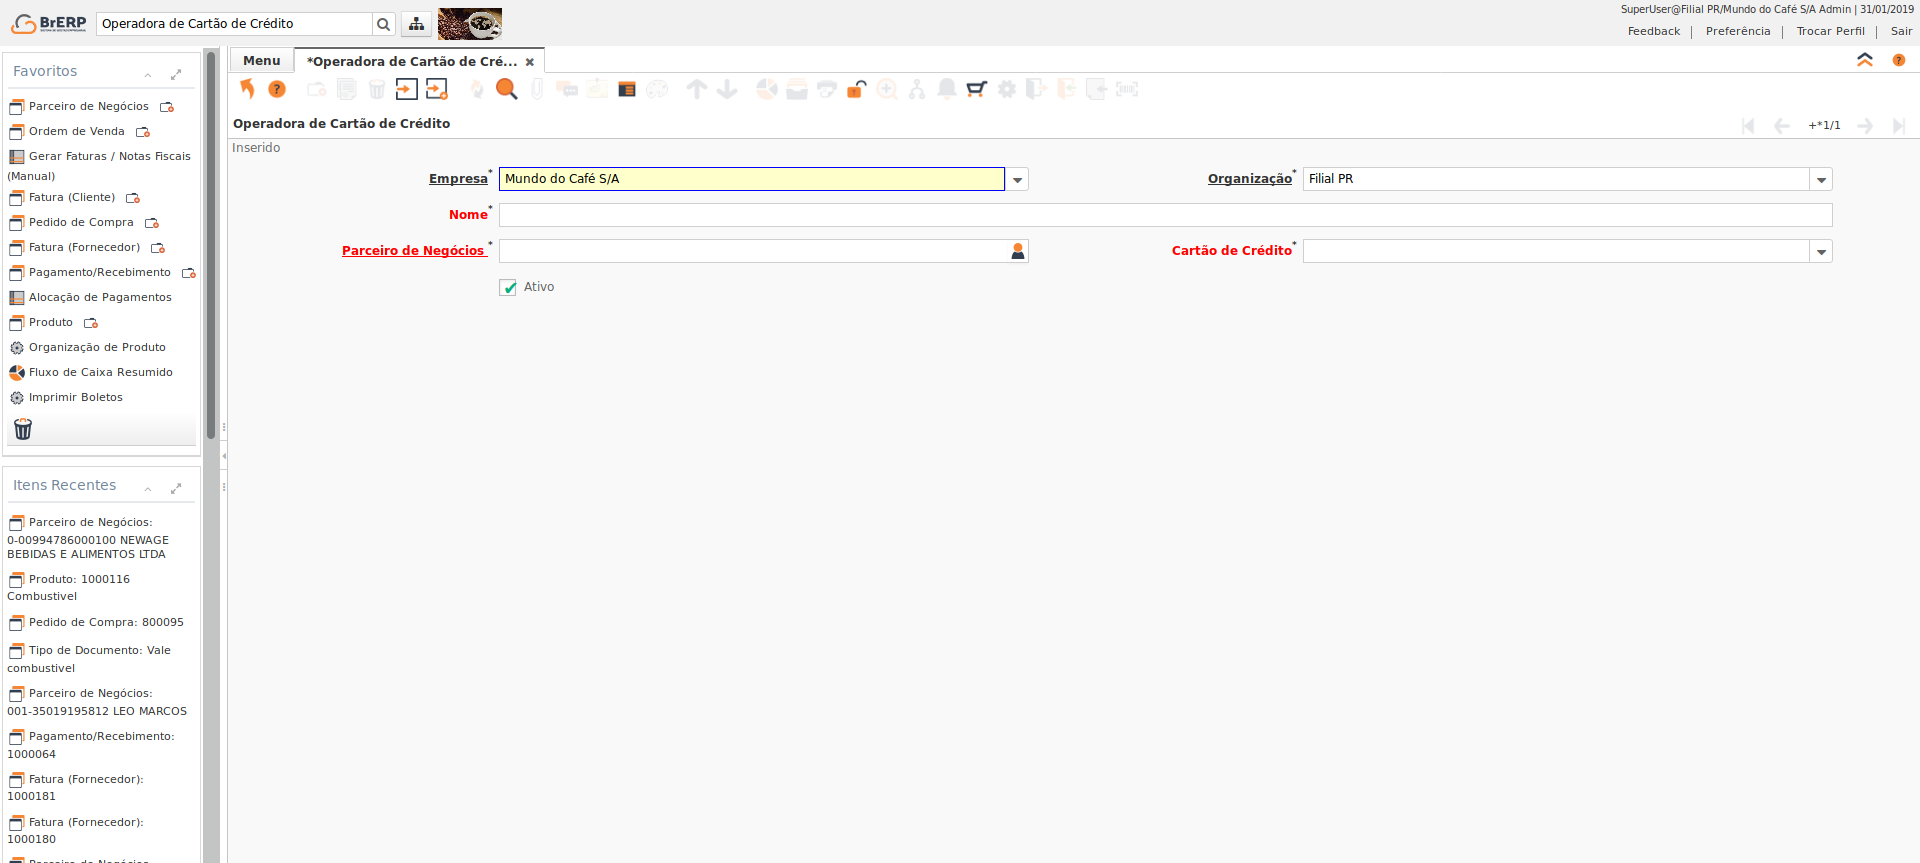 BrERP
Operadora de Cartão de Crédito
SuperUser@Filial PR/Mundo do Café S/A Admin | 31/01/2019
Feedback | Preferência | Trocar Perfil | Sair
Favoritos
Parceiro de Negócios
Ordem de Venda
Gerar Faturas / Notas Fiscais
(Manual)
Fatura (Cliente)
Pedido de Compra
Fatura (Fornecedor)
Pagamento/Recebimento
Alocação de Pagamentos
Produto
Organização de Produto
Fluxo de Caixa Resumido
Imprimir Boletos
Itens Recentes
Parceiro de Negócios:
0-00994786000100 NEWAGE
BEBIDAS E ALIMENTOS LTDA
Produto: 1000116
Combustivel
Pedido de Compra: 800095
Tipo de Documento: Vale
combustivel
Parceiro de Negócios:
001-35019195812 LEO MARCOS
Pagamento/Recebimento:
1000064
Fatura (Fornecedor):
1000181
Fatura (Fornecedor):
1000180
Menu
*Operadora de Cartão de Cré...
Operadora de Cartão de Crédito
+*1/1
Inserido
Empresa* Mundo do Café S/A
Organização* Filial PR
Nome*
Parceiro de Negócios *
Cartão de Crédito*
Ativo